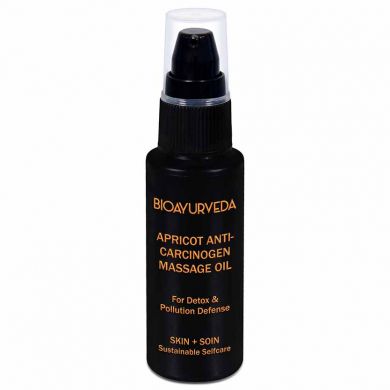 BIOAYURVEDA
APRICOT ANTI-
CARCINOGEN
MASSAGE OIL
For Detox &
Pollution Defense
SKIN + SOIN
Sustainable Selfcare